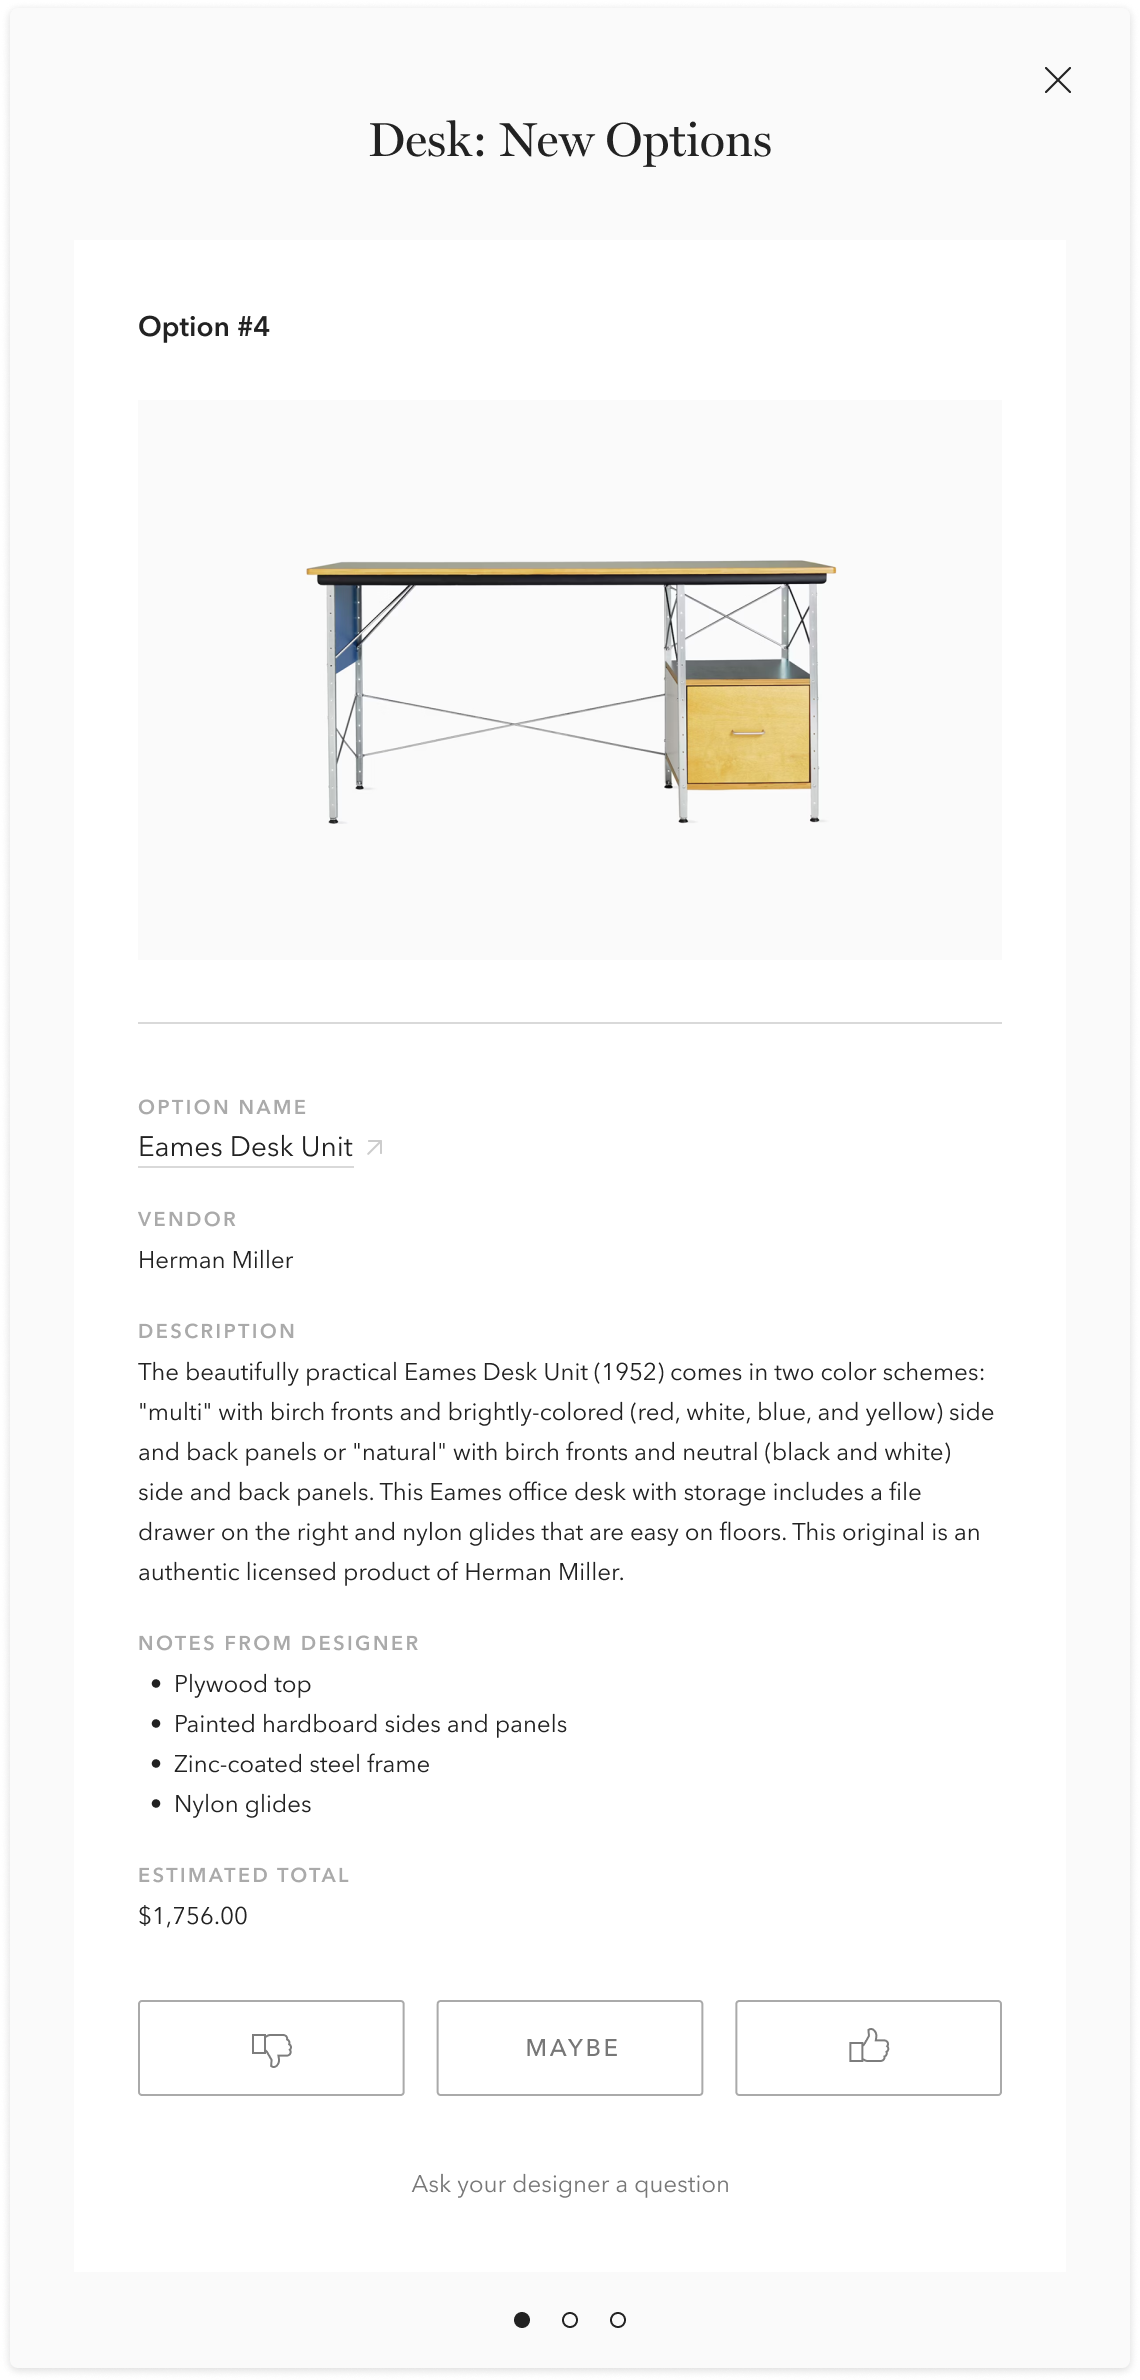 Desk: New Options
Option #4
OPTION NAME
Eames Desk Unit
VENDOR
Herman Miller
DESCRIPTION
The beautifully practical Eames Desk Unit (1952) comes in two color schemes:
"multi" with birch fronts and brightly-colored (red, white, blue, and yellow) side
and back panels or "natural" with birch fronts and neutral (black and white)
side and back panels. This Eames office desk with storage includes a file
drawer on the right and nylon glides that are easy on floors. This original is an
authentic licensed product of Herman Miller.
NOTES FROM DESIGNER
• Plywood top
• Painted hardboard sides and panels
• Zinc-coated steel frame
• Nylon glides
ESTIMATED TOTAL
$1,756.00
MAYBE
Ask your designer a question